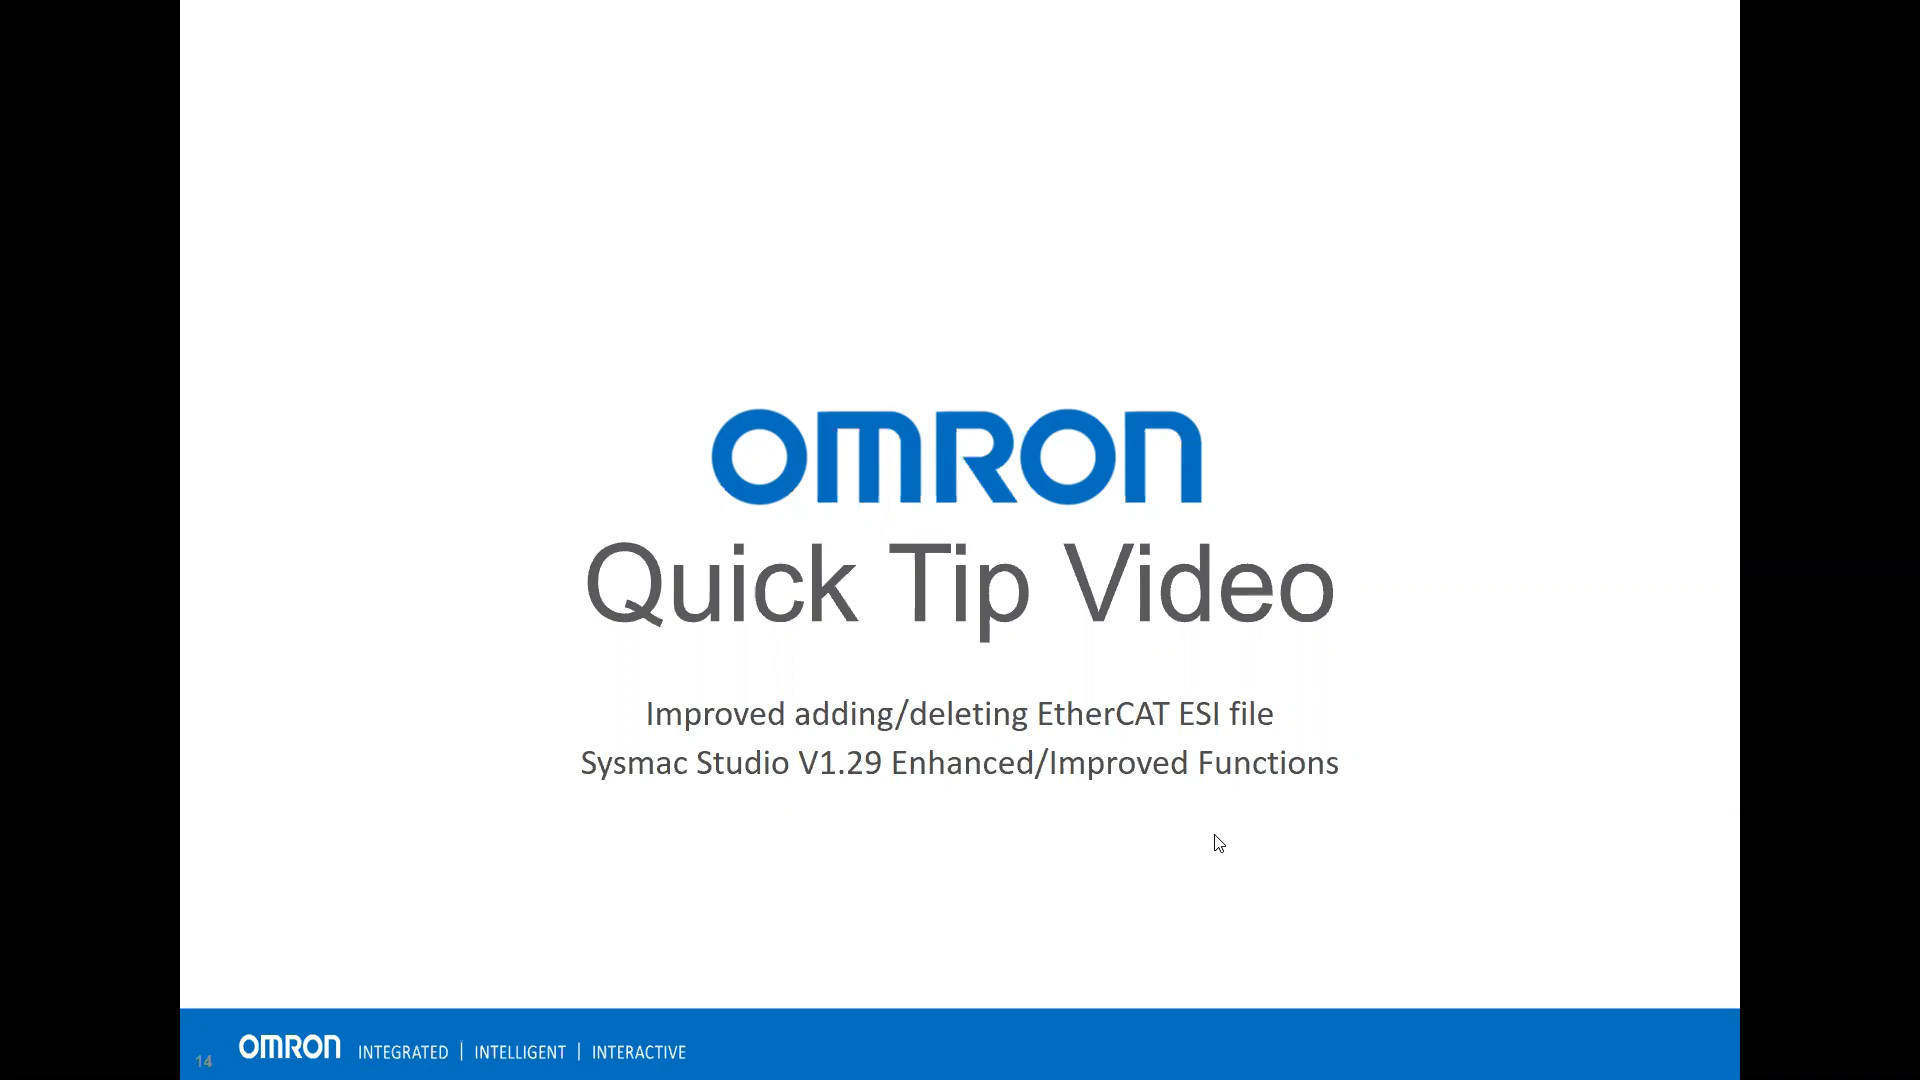 OMRON
Quick Tip Video
Improved adding/deleting EtherCAT ESI file
Sysmac Studio V1.29 Enhanced/Improved Functions
14 OMRON INTEGRATED | INTELLIGENT | INTERACTIVE